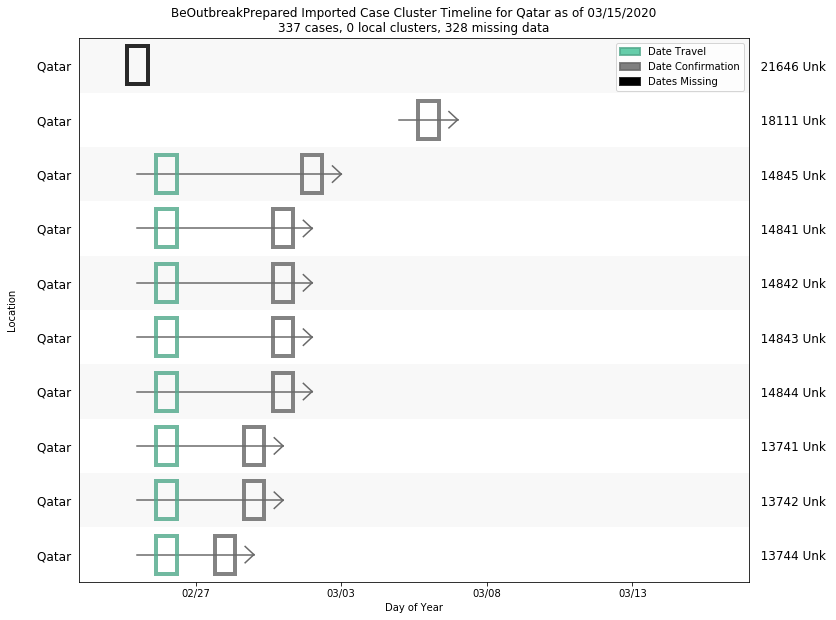 BeOutbreakPrepared Imported Case Cluster Timeline for Qatar as of 03/15/2020
337 cases, 0 local clusters, 328 missing data
Date Travel
Date Confirmation
Dates Missing
Qatar 21646 Unk
Qatar 18111 Unk
Qatar 14845 Unk
Qatar 14841 Unk
Qatar 14842 Unk
Qatar 14843 Unk
Qatar 14844 Unk
Qatar 13741 Unk
Qatar 13742 Unk
Qatar 13744 Unk
Location
02/27 03/03 03/08 03/13
Day of Year